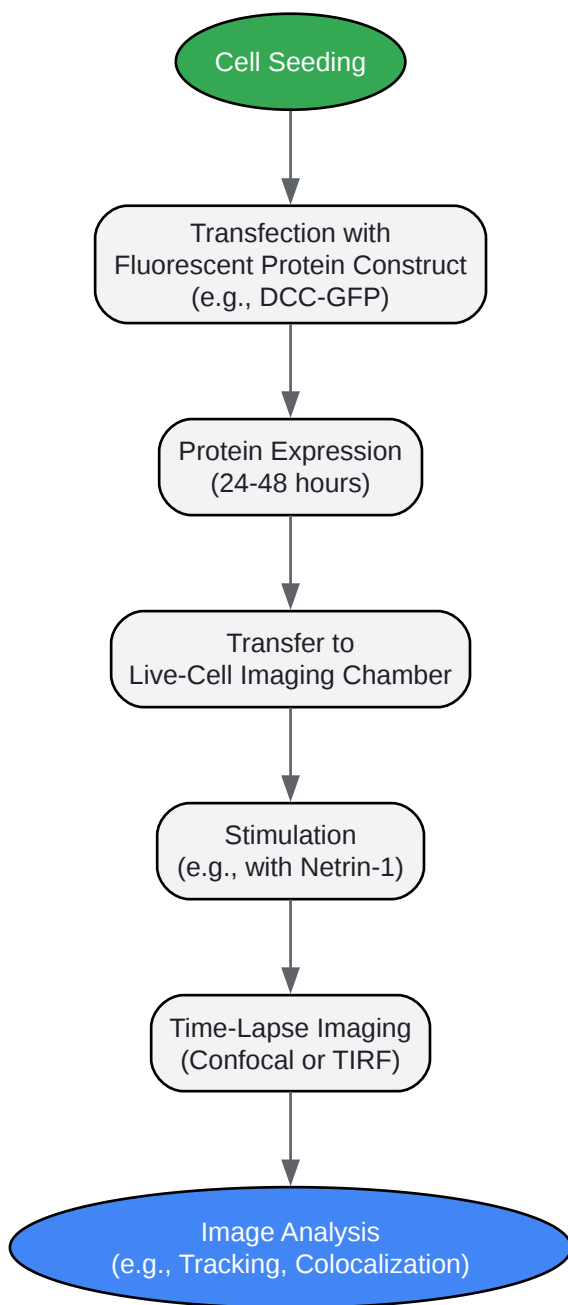 Cell Seeding
Transfection with
Fluorescent Protein Construct
(e.g., DCC-GFP)
Protein Expression
(24-48 hours)
Transfer to
Live-Cell Imaging Chamber
Stimulation
(e.g., with Netrin-1)
Time-Lapse Imaging
(Confocal or TIRF)
Image Analysis
(e.g., Tracking, Colocalization)